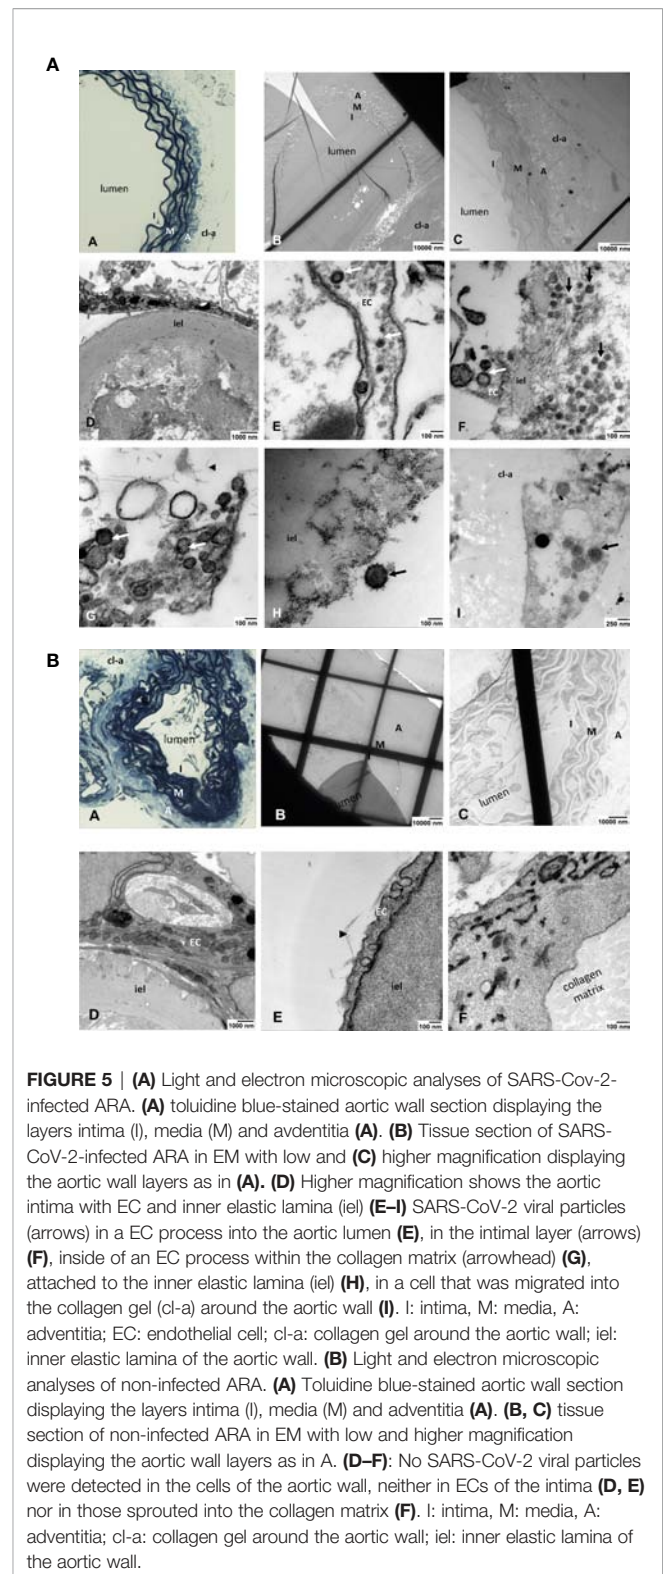 A
lumen
I
M
A
cl-a
A
A
M
I
lumen
cl-a
B
10000 nm
cl-a
I
M
A
lumen
C
10000 nm
iel
D
1000 nm
EC
E
100 nm
iel
EC
F
100 nm
G
100 nm
iel
H
100 nm
cl-a
I
250 nm
B
cl-a
lumen
I
M
A
A
A
M
lumen
B
10000 nm
I
M
A
lumen
C
10000 nm
EC
iel
D
1000 nm
EC
iel
E
100 nm
collagen
matrix
F
100 nm
FIGURE 5 | (A) Light and electron microscopic analyses of SARS-Cov-2-
infected ARA. (A) toluidine blue-stained aortic wall section displaying the
layers intima (I), media (M) and avdentitia (A). (B) Tissue section of SARS-
CoV-2-infected ARA in EM with low and (C) higher magnification displaying
the aortic wall layers as in (A). (D) Higher magnification shows the aortic
intima with EC and inner elastic lamina (iel) (E–I) SARS-CoV-2 viral particles
(arrows) in a EC process into the aortic lumen (E), in the intimal layer (arrows)
(F), inside of an EC process within the collagen matrix (arrowhead) (G),
attached to the inner elastic lamina (iel) (H), in a cell that was migrated into
the collagen gel (cl-a) around the aortic wall (I). I: intima, M: media, A:
adventitia; EC: endothelial cell; cl-a: collagen gel around the aortic wall; iel:
inner elastic lamina of the aortic wall. (B) Light and electron microscopic
analyses of non-infected ARA. (A) Toluidine blue-stained aortic wall section
displaying the layers intima (I), media (M) and adventitia (A). (B, C) tissue
section of non-infected ARA in EM with low and higher magnification
displaying the aortic wall layers as in A. (D–F): No SARS-CoV-2 viral particles
were detected in the cells of the aortic wall, neither in ECs of the intima (D, E)
nor in those sprouted into the collagen matrix (F). I: intima, M: media, A:
adventitia; cl-a: collagen gel around the aortic wall; iel: inner elastic lamina of
the aortic wall.